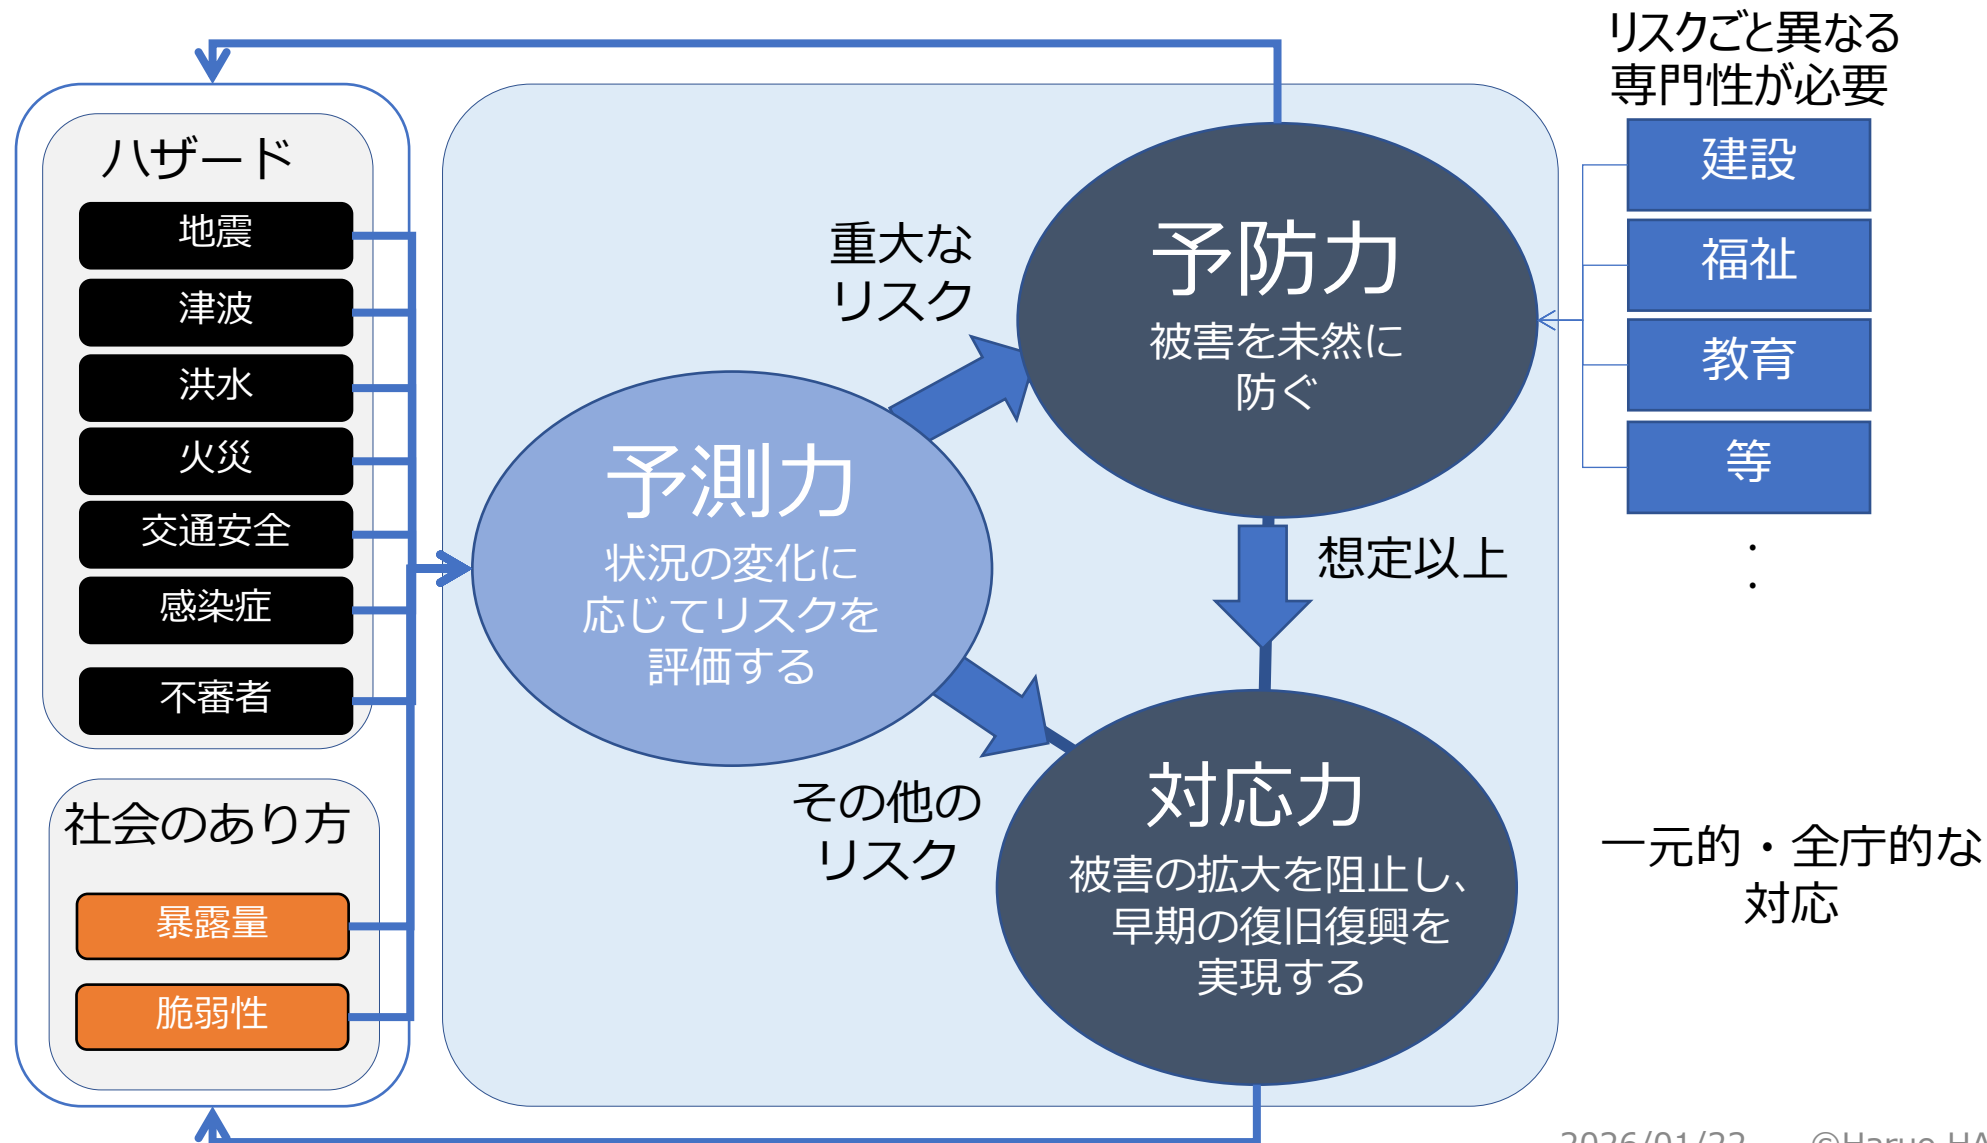 ハザード
地震
津波
洪水
火災
交通安全
感染症
不審者
社会のあり方
暴露量
脆弱性
予測力
状況の変化に
応じてリスクを
評価する
重大な
リスク
その他の
リスク
予防力
被害を未然に
防ぐ
想定以上
対応力
被害の拡大を阻止し、
早期の復旧復興を
実現する
リスクごと異なる
専門性が必要
建設
福祉
教育
等
・
・
一元的・全庁的な
対応
2026/01/22 ©Haruo HA